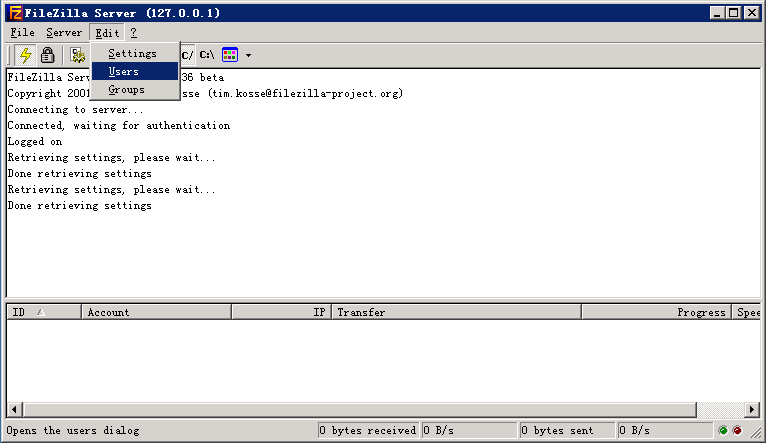 FileZilla Server (127.0.0.1)
File Server Edit ?
C/ C:\
Settings
Users
Groups
FileZilla Serv 36 beta
Copyright 2001 sse (tim.kosse@filezilla-project.org)
Connecting to server...
Connected, waiting for authentication
Logged on
Retrieving settings, please wait...
Done retrieving settings
Retrieving settings, please wait...
Done retrieving settings
ID Account IP Transfer Progress Spee
Opens the users dialog 0 bytes received 0 B/s 0 bytes sent 0 B/s